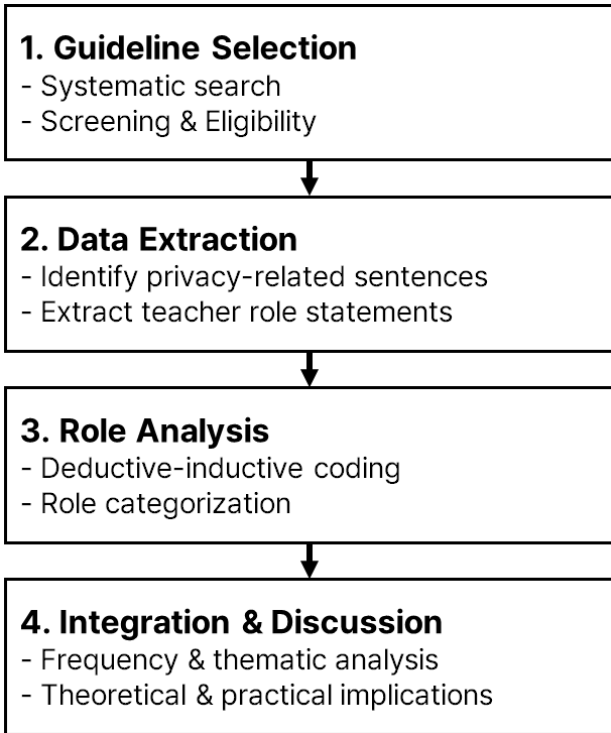 1. Guideline Selection
- Systematic search
- Screening & Eligibility
2. Data Extraction
- Identify privacy-related sentences
- Extract teacher role statements
3. Role Analysis
- Deductive-inductive coding
- Role categorization
4. Integration & Discussion
- Frequency & thematic analysis
- Theoretical & practical implications